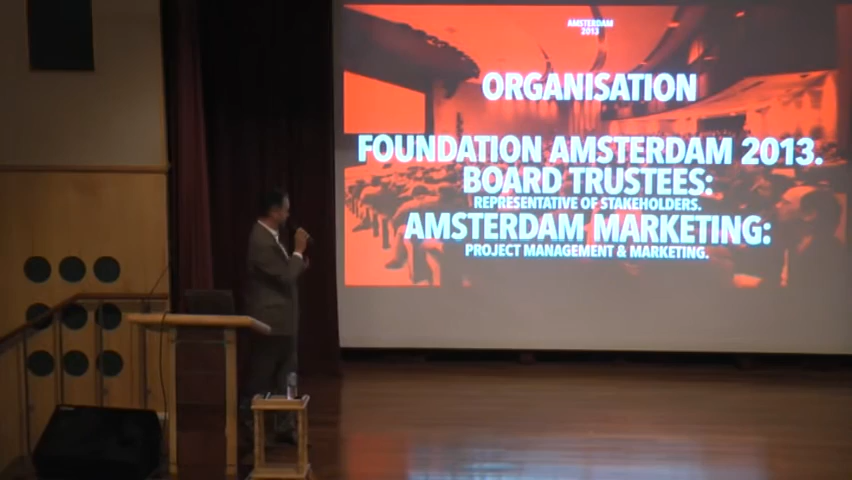 AMSTERDAM
2013
ORGANISATION
FOUNDATION AMSTERDAM 2013.
BOARD TRUSTEES:
REPRESENTATIVE OF STAKEHOLDERS.
AMSTERDAM MARKETING:
PROJECT MANAGEMENT & MARKETING.